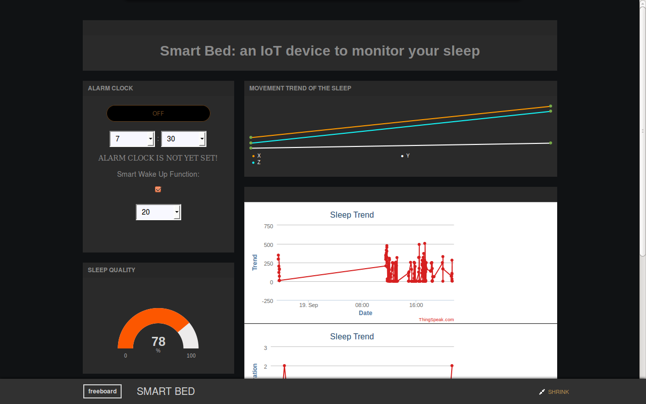 Smart Bed: an IoT device to monitor your sleep
ALARM CLOCK
OFF
7 30
ALARM CLOCK IS NOT YET SET!
Smart Wake Up Function:
20
SLEEP QUALITY
78
%
0 100
MOVEMENT TREND OF THE SLEEP
X Y
Z
Sleep Trend
Trend
750
500
250
0
-250
19. Sep 08:00 16:00
Date
ThingSpeak.com
Sleep Trend
3
2
freeboard SMART BED SHRINK